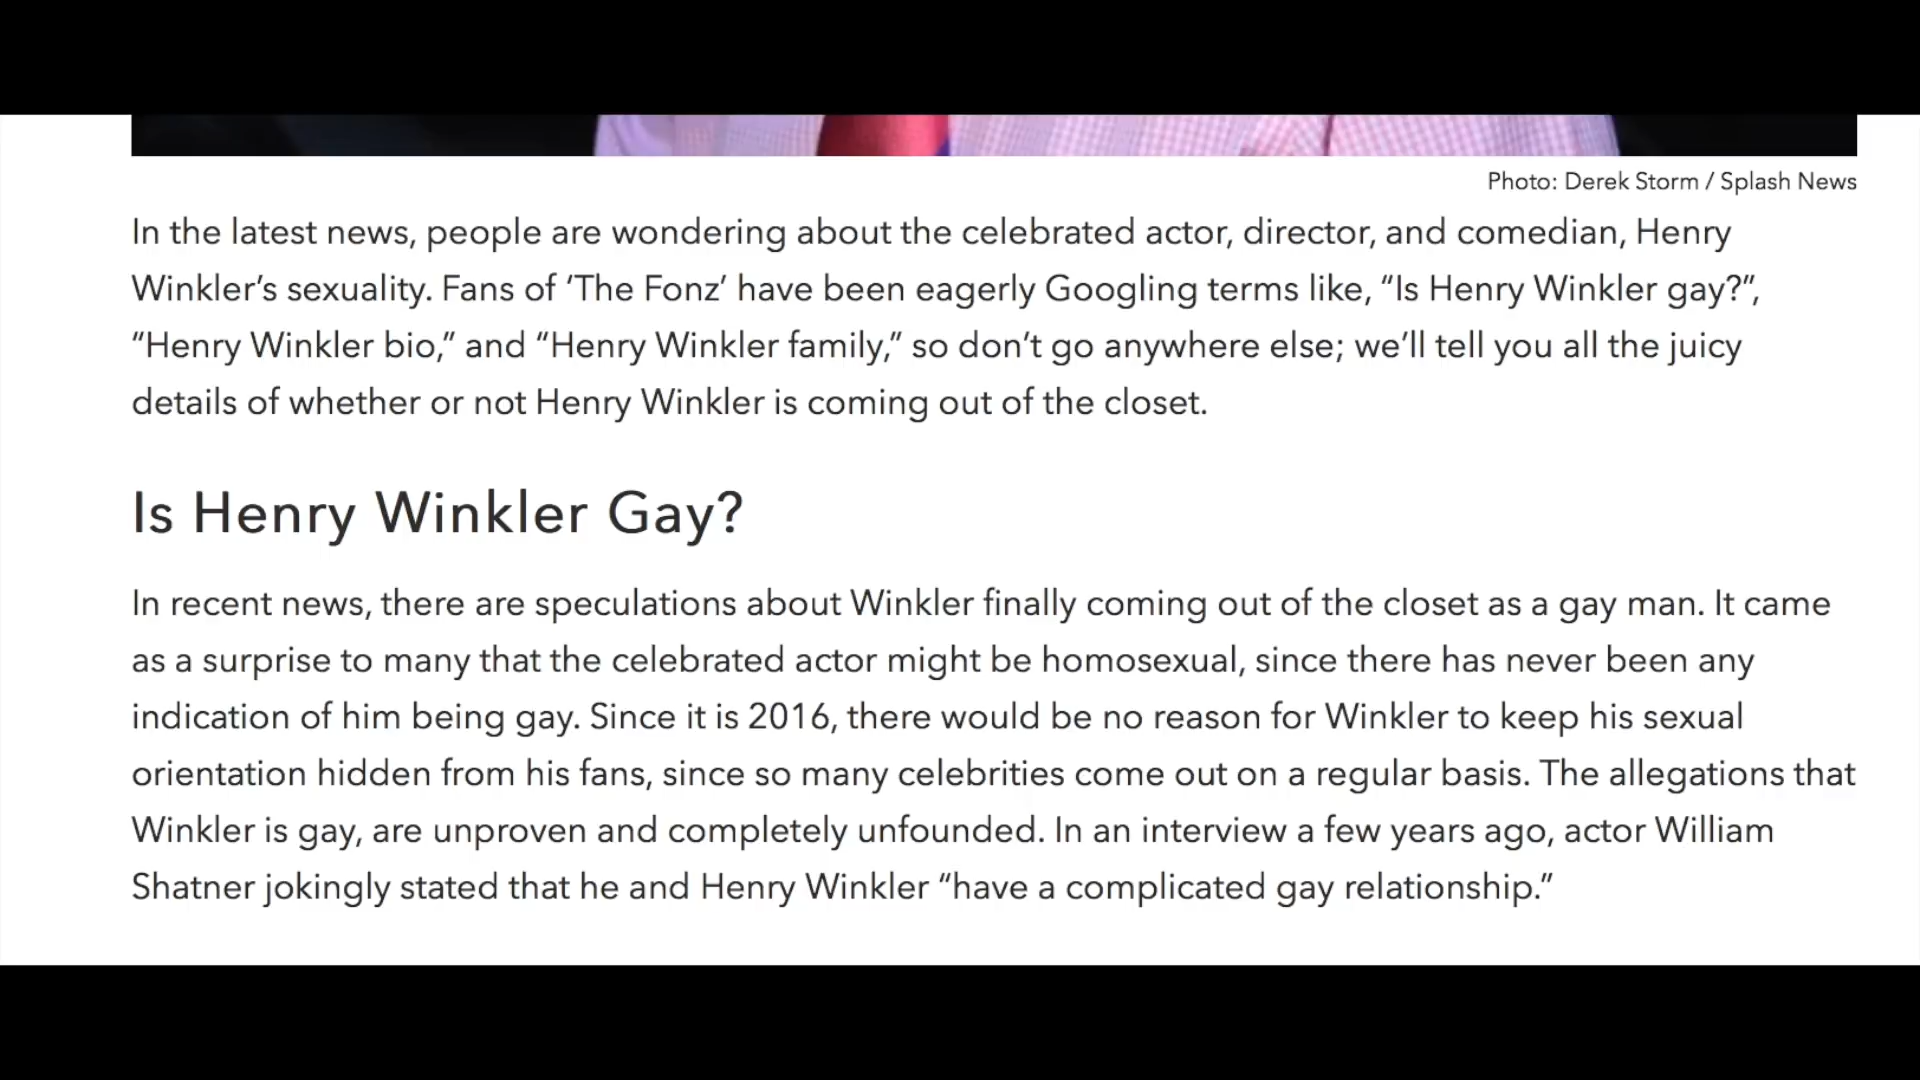 Photo: Derek Storm / Splash News
In the latest news, people are wondering about the celebrated actor, director, and comedian, Henry
Winkler’s sexuality. Fans of ‘The Fonz’ have been eagerly Googling terms like, “Is Henry Winkler gay?”,
“Henry Winkler bio,” and “Henry Winkler family,” so don’t go anywhere else; we’ll tell you all the juicy
details of whether or not Henry Winkler is coming out of the closet.
Is Henry Winkler Gay?
In recent news, there are speculations about Winkler finally coming out of the closet as a gay man. It came
as a surprise to many that the celebrated actor might be homosexual, since there has never been any
indication of him being gay. Since it is 2016, there would be no reason for Winkler to keep his sexual
orientation hidden from his fans, since so many celebrities come out on a regular basis. The allegations that
Winkler is gay, are unproven and completely unfounded. In an interview a few years ago, actor William
Shatner jokingly stated that he and Henry Winkler “have a complicated gay relationship.”